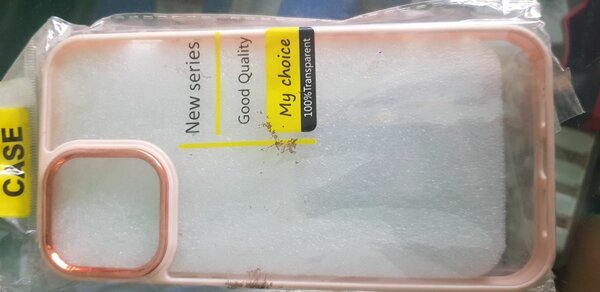 CASE
New series
Good Quality
My choice
100%Transparent